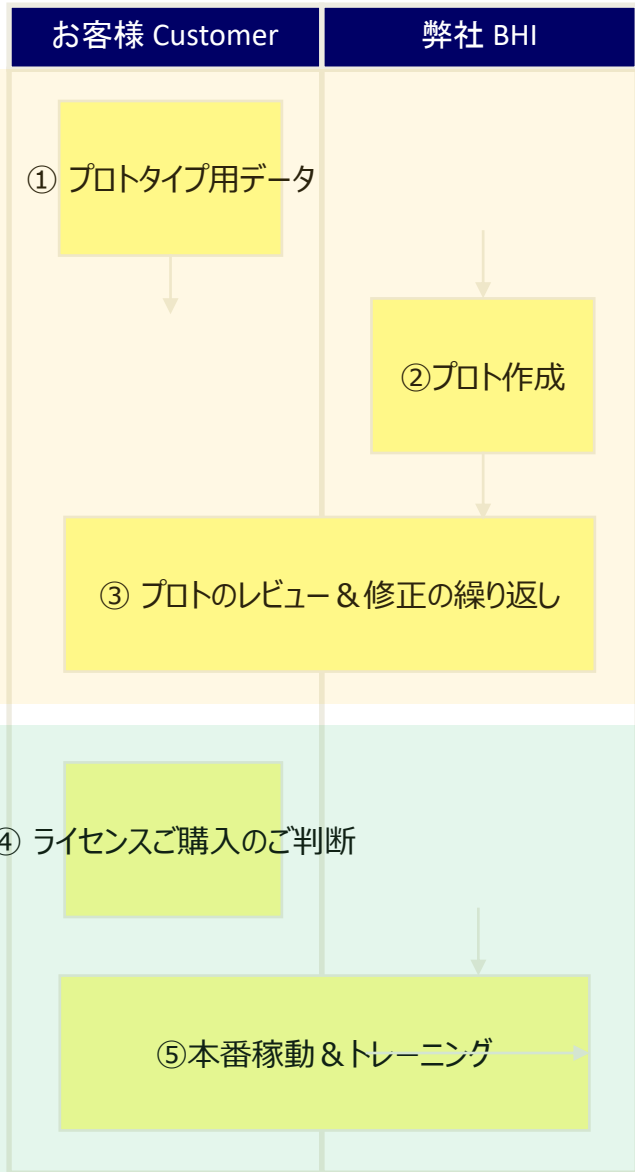 お客様 Customer
弊社 BHI
① プロトタイプ用データ
②プロト作成
③ プロトのレビュー＆修正の繰り返し
④ ライセンスご購入のご判断
⑤本番稼動＆トレーニング